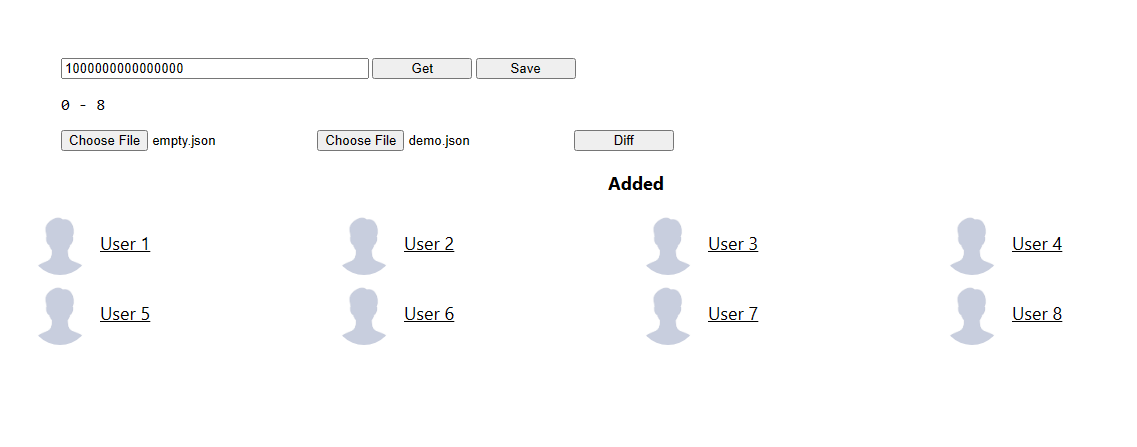 1000000000000000 Get Save
0 - 8
Choose File empty.json Choose File demo.json Diff
Added
User 1 User 2 User 3 User 4
User 5 User 6 User 7 User 8